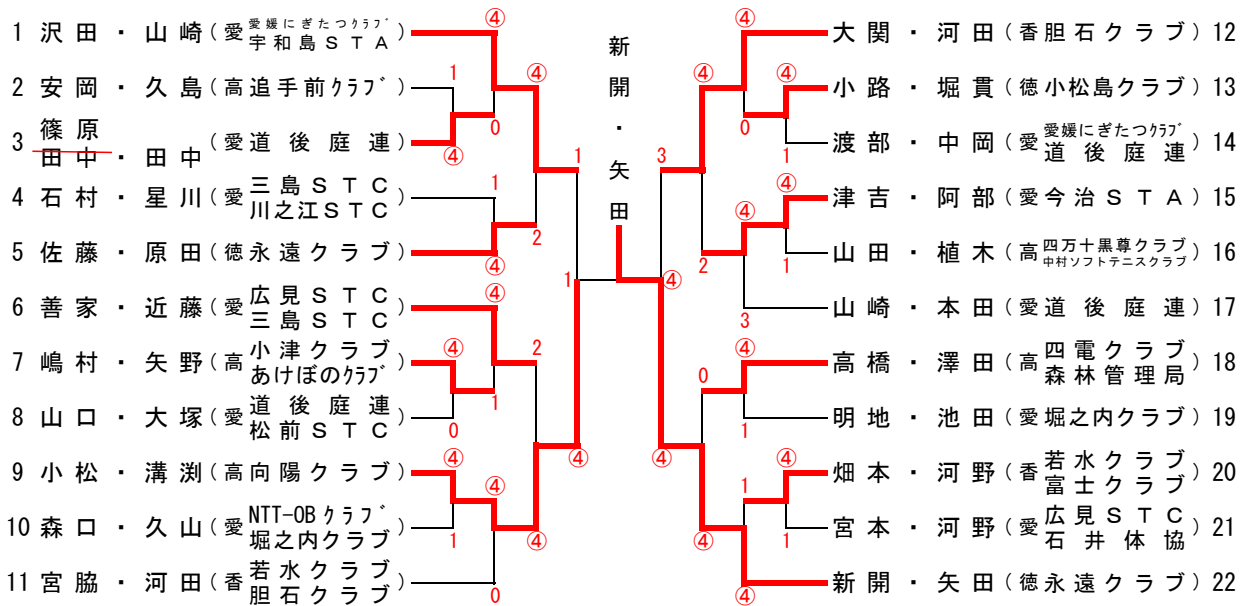 1 沢田・山崎(愛 愛媛にぎたつクラブ 宇和島STA)
2 安岡・久島(高 追手前クラブ)
3 篠原 田中・田中(愛 道後庭連)
4 石村・星川(愛 三島STC 川之江STC)
5 佐藤・原田(徳 永遠クラブ)
6 善家・近藤(愛 広見STC 三島STC)
7 嶋村・矢野(高 小津クラブ あけぼのクラブ)
8 山口・大塚(愛 道後庭連 松前STC)
9 小松・溝渕(高 向陽クラブ)
10 森口・久山(愛 NTT-OBクラブ 堀之内クラブ)
11 宮脇・河田(香 若水クラブ 胆石クラブ)
④
1
0
④
1
④
④
④
1
0
④
1
④
0
④
2
2
④
1
④
1
新開・矢田
④
3
④
④
2
0
④
④
④
3
④
1
1
④
④
1
④
1
④
1
大関・河田(香 胆石クラブ) 12
小路・堀貫(徳 小松島クラブ) 13
渡部・中岡(愛 愛媛にぎたつクラブ 道後庭連) 14
津吉・阿部(愛 今治STA) 15
山田・植木(高 四万十黒尊クラブ 中村ソフトテニスクラブ) 16
山崎・本田(愛 道後庭連) 17
高橋・澤田(高 四電クラブ 森林管理局) 18
明地・池田(愛 堀之内クラブ) 19
畑本・河野(香 若水クラブ 富士クラブ) 20
宮本・河野(愛 広見STC 石井体協) 21
新開・矢田(徳 永遠クラブ) 22